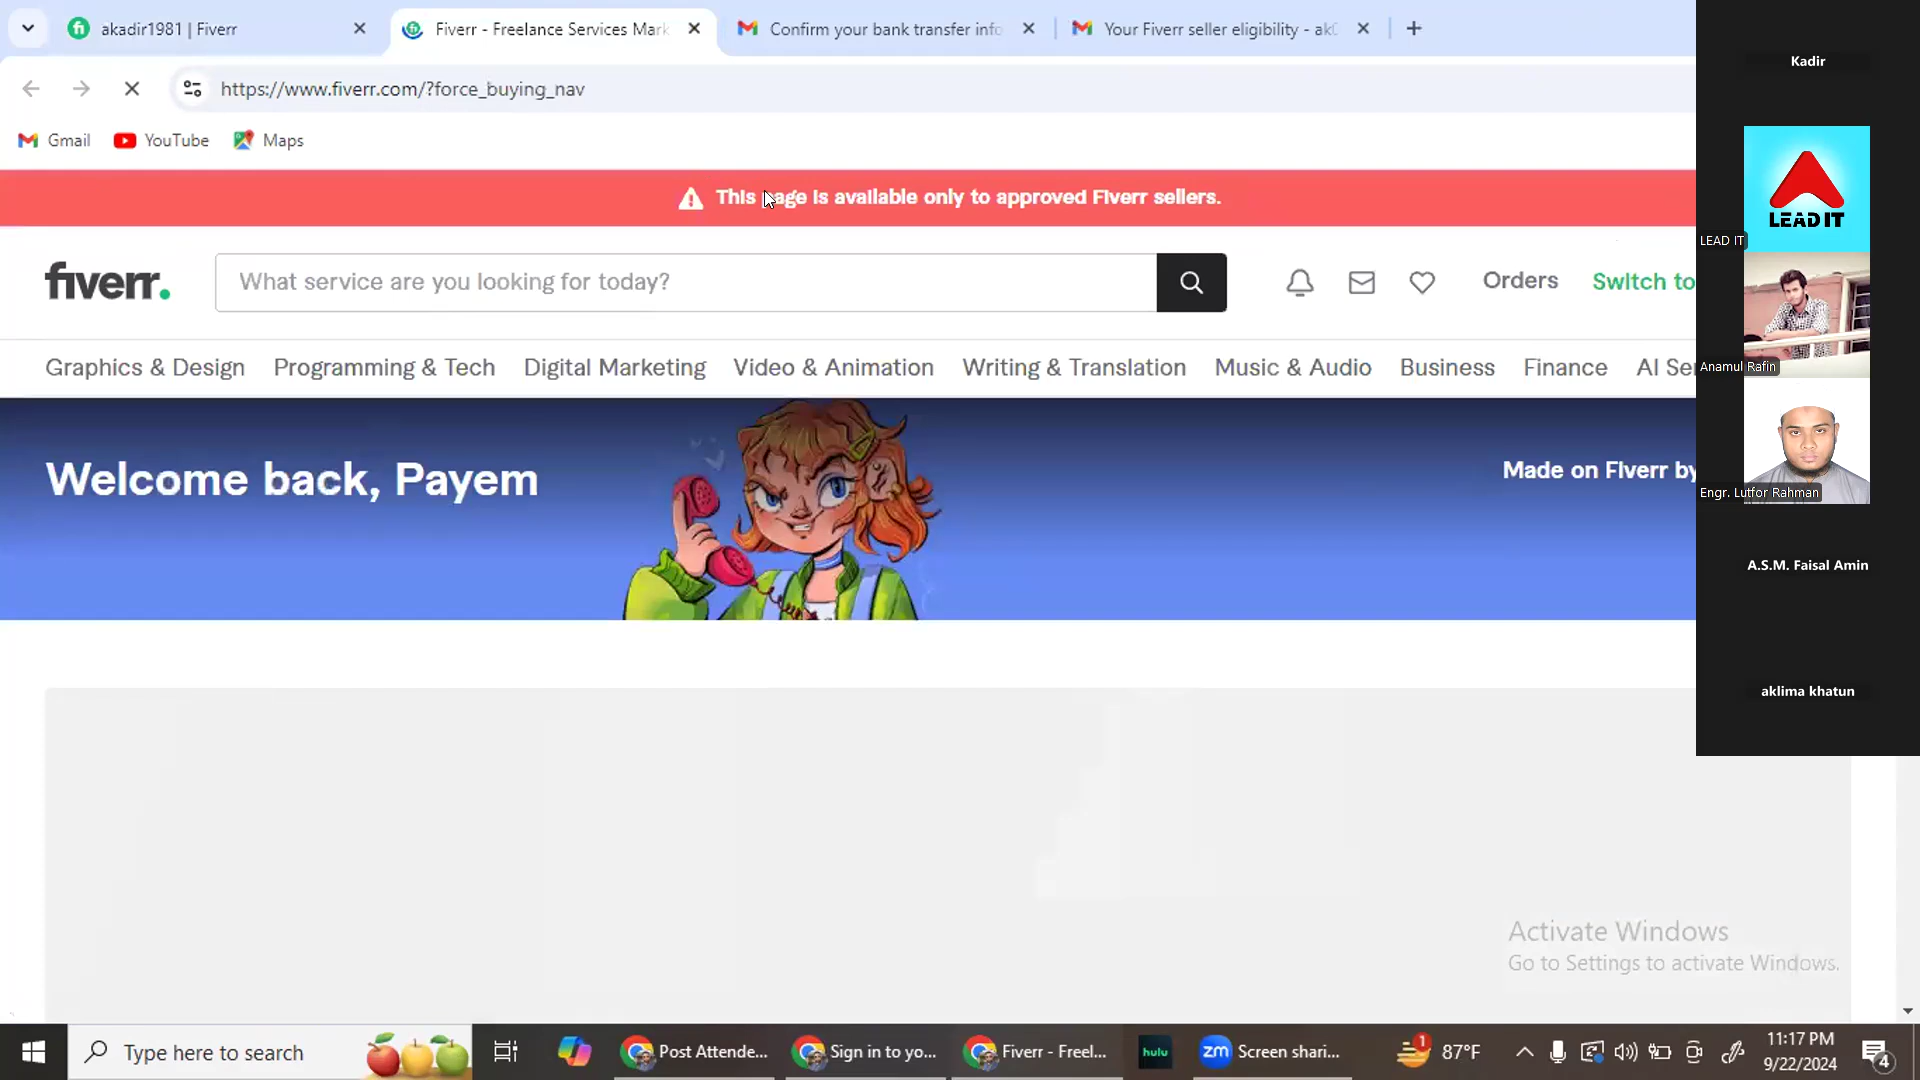 akadir1981 | Fiverr
Fiverr - Freelance Services Mark
Confirm your bank transfer info
Your Fiverr seller eligibility - ak
https://www.fiverr.com/?force_buying_nav
Gmail
YouTube
Maps
This page is available only to approved Fiverr sellers.
fiverr.
What service are you looking for today?
Orders
Switch to
Graphics & Design
Programming & Tech
Digital Marketing
Video & Animation
Writing & Translation
Music & Audio
Business
Finance
AI Se
Welcome back, Payem
Made on Fiverr by
Kadir
LEAD IT
LEAD IT
Anamul Rafin
Engr. Lutfor Rahman
A.S.M. Faisal Amin
aklima khatun
Activate Windows
Go to Settings to activate Windows.
Type here to search
Post Attende...
Sign in to yo...
Fiverr - Freel...
hulu
zm
Screen shari...
1
87°F
11:17 PM
9/22/2024
4